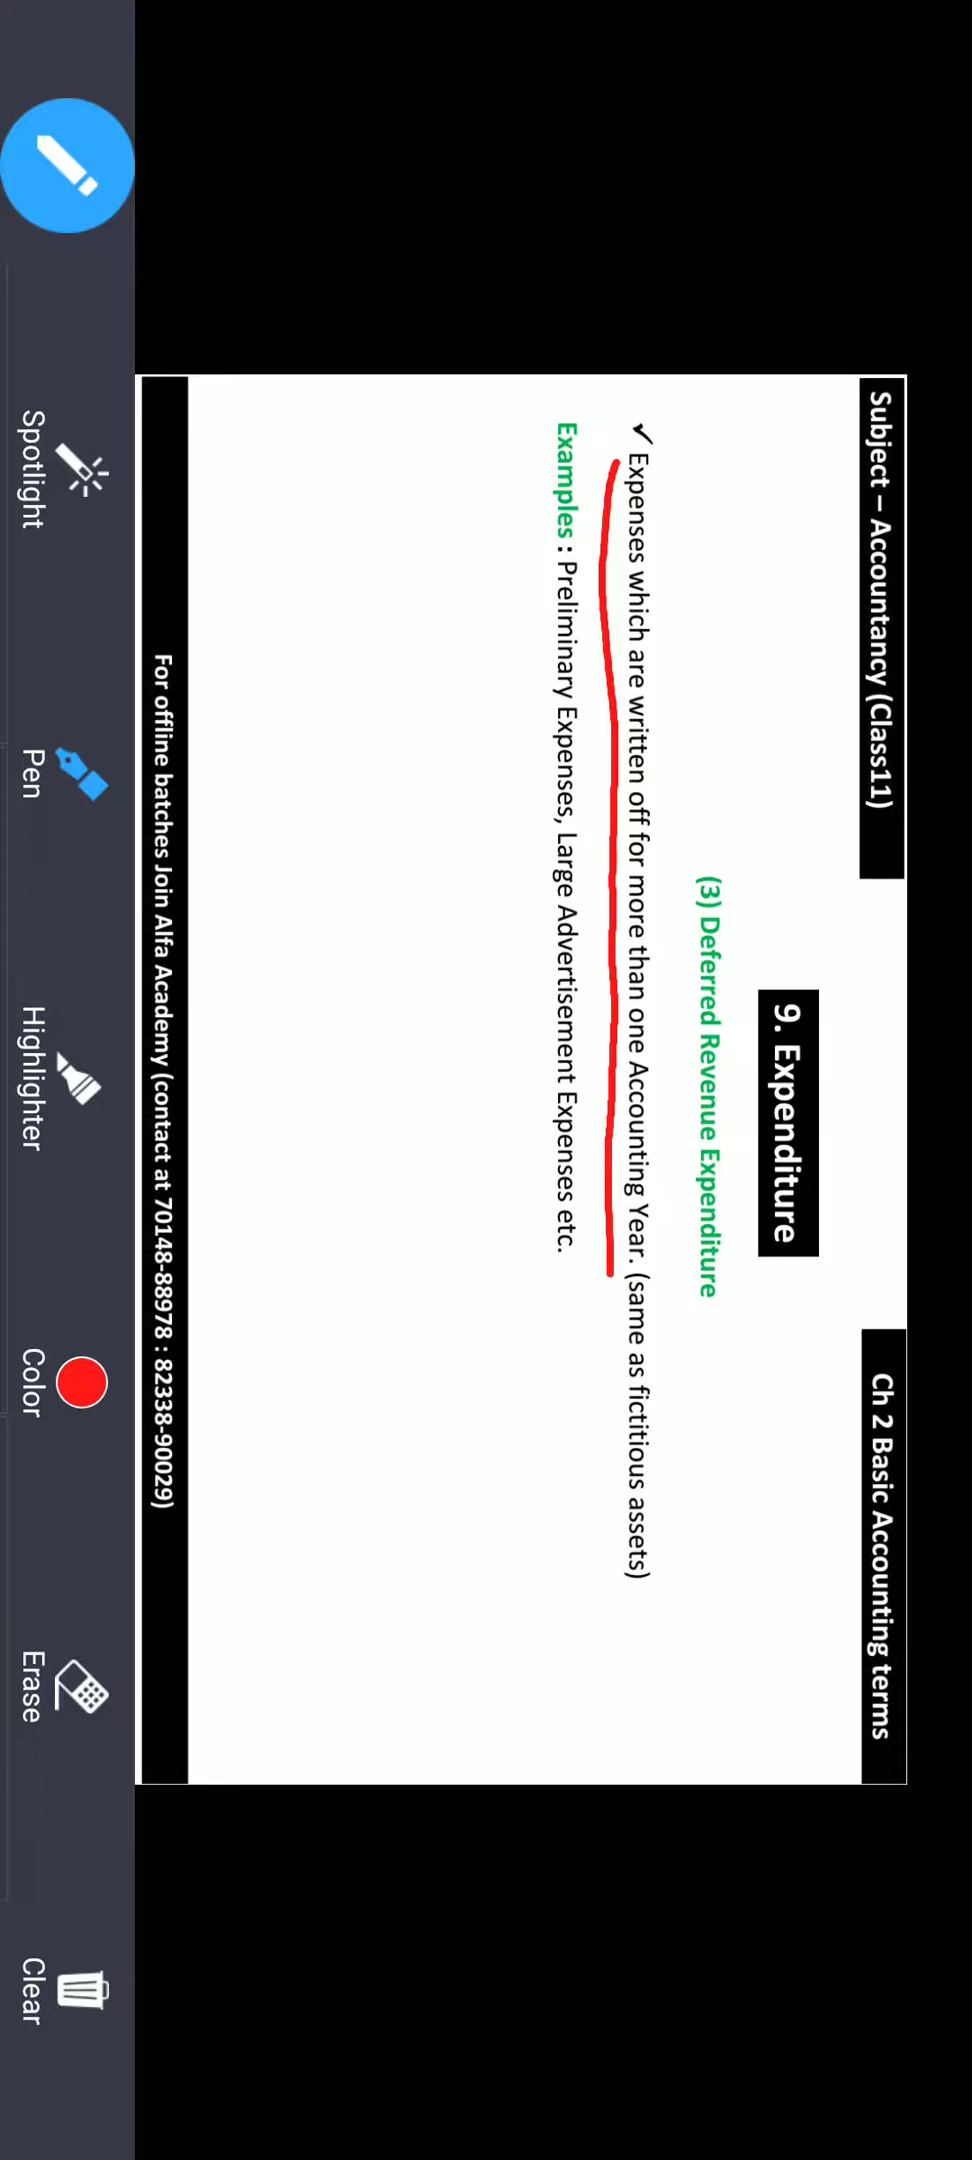 Subject – Accountancy (Class11)
Ch 2 Basic Accounting terms
9. Expenditure
(3) Deferred Revenue Expenditure
✓ Expenses which are written off for more than one Accounting Year. (same as fictitious assets)
Examples : Preliminary Expenses, Large Advertisement Expenses etc.
For offline batches Join Alfa Academy (contact at 70148-88978 : 82338-90029)
Spotlight
Pen
Highlighter
Color
Erase
Clear